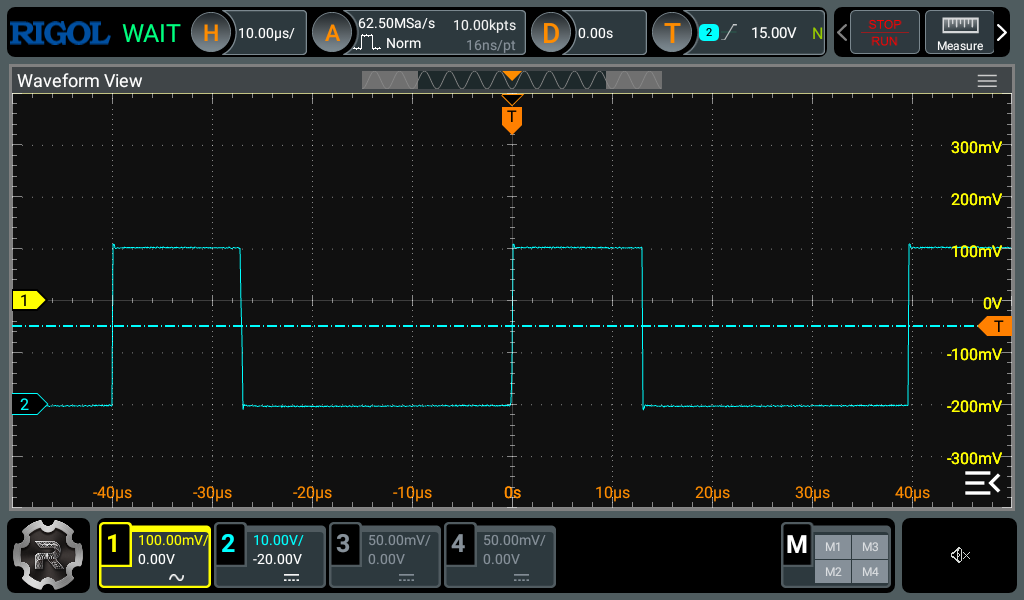 RIGOL WAIT H 10.00µs/ A 62.50MSa/s 10.00kpts D 0.00s T 2 15.00V N STOP
Norm 16ns/pt RUN Measure
Waveform View
T
300mV
200mV
100mV
1 0V
T
-100mV
2 -200mV
-300mV
-40µs -30µs -20µs -10µs 0s 10µs 20µs 30µs 40µs
1 100.00mV/ 2 10.00V/ 3 50.00mV/ 4 50.00mV/ M M1 M3
0.00V -20.00V 0.00V 0.00V M2 M4
R